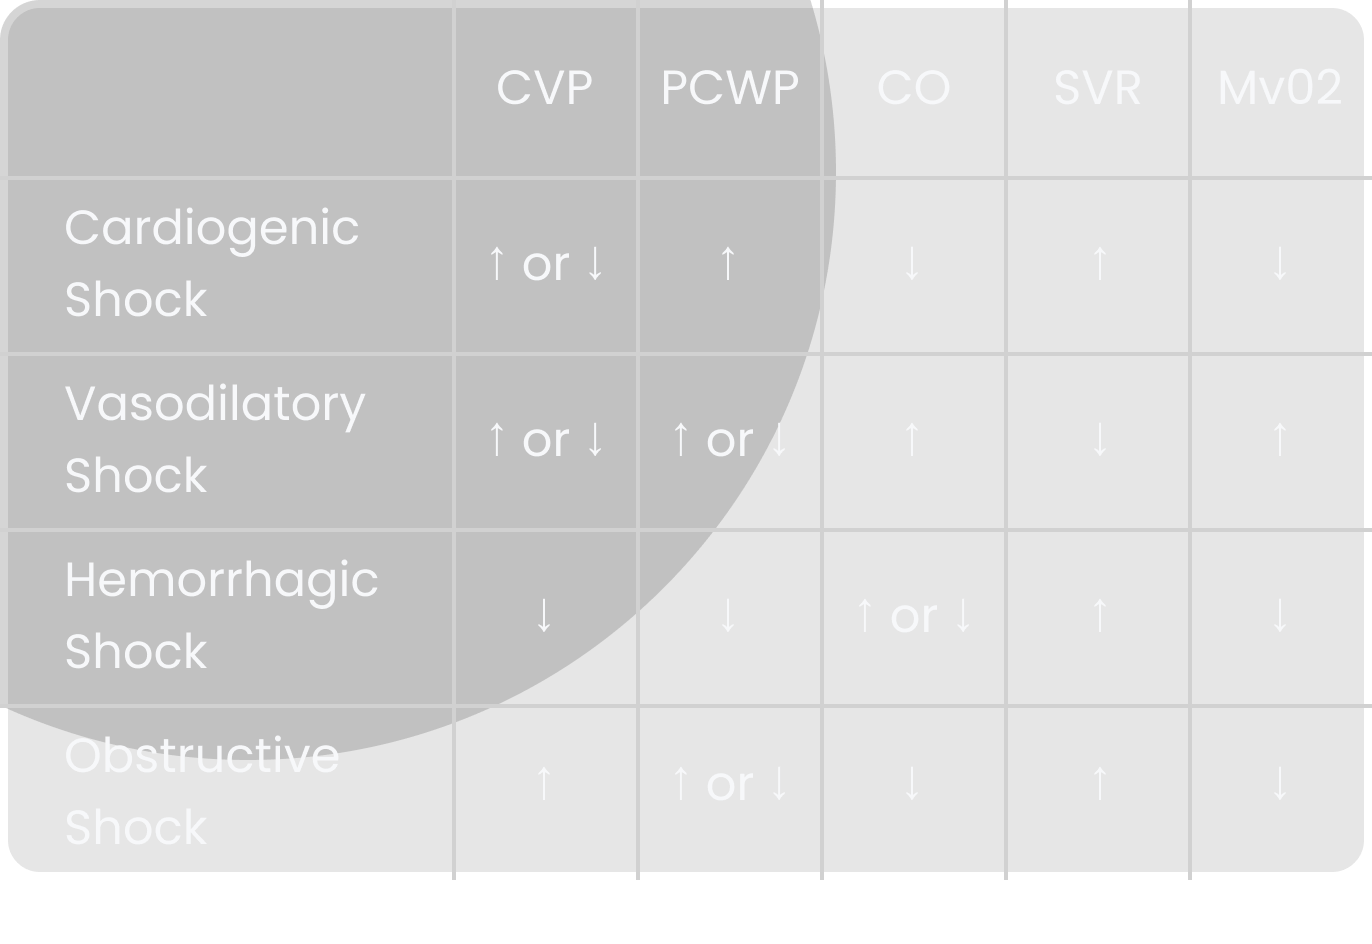 CVP PCWP CO SVR Mv02
Cardiogenic
Shock
↑ or ↓ ↑ ↓ ↑ ↓
Vasodilatory
Shock
↑ or ↓ ↑ or ↓ ↑ ↓ ↑
Hemorrhagic
Shock
↓ ↓ ↑ or ↓ ↑ ↓
Obstructive
Shock
↑ ↑ or ↓ ↓ ↑ ↓